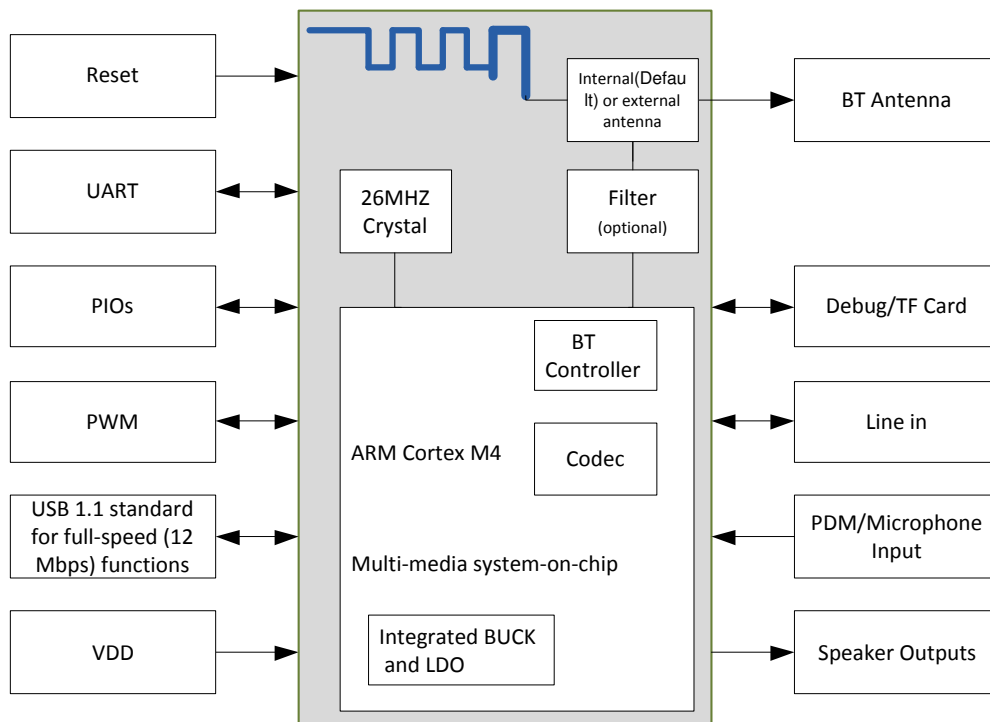 Reset
UART
PIOs
PWM
USB 1.1 standard
for full-speed (12
Mbps) functions
VDD
Internal(Defau
lt) or external
antenna
26MHZ
Crystal
Filter
(optional)
BT
Controller
ARM Cortex M4
Codec
Multi-media system-on-chip
Integrated BUCK
and LDO
BT Antenna
Debug/TF Card
Line in
PDM/Microphone
Input
Speaker Outputs